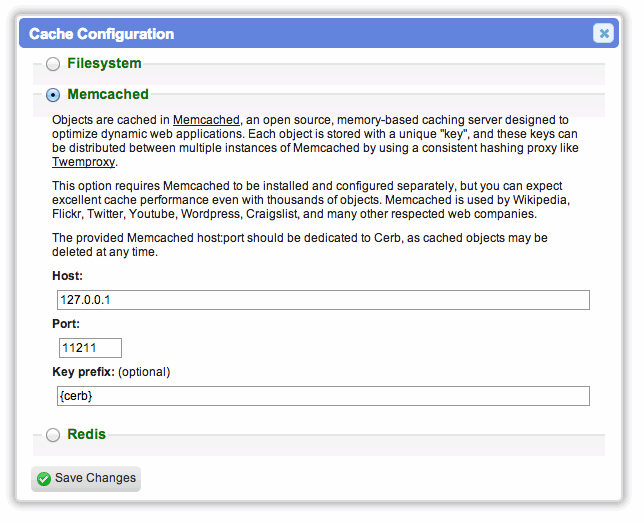 Cache Configuration
Filesystem
Memcached
Objects are cached in Memcached, an open source, memory-based caching server designed to
optimize dynamic web applications. Each object is stored with a unique "key", and these keys can
be distributed between multiple instances of Memcached by using a consistent hashing proxy like
Twemproxy.
This option requires Memcached to be installed and configured separately, but you can expect
excellent cache performance even with thousands of objects. Memcached is used by Wikipedia,
Flickr, Twitter, Youtube, Wordpress, Craigslist, and many other respected web companies.
The provided Memcached host:port should be dedicated to Cerb, as cached objects may be
deleted at any time.
Host:
127.0.0.1
Port:
11211
Key prefix: (optional)
{cerb}
Redis
Save Changes